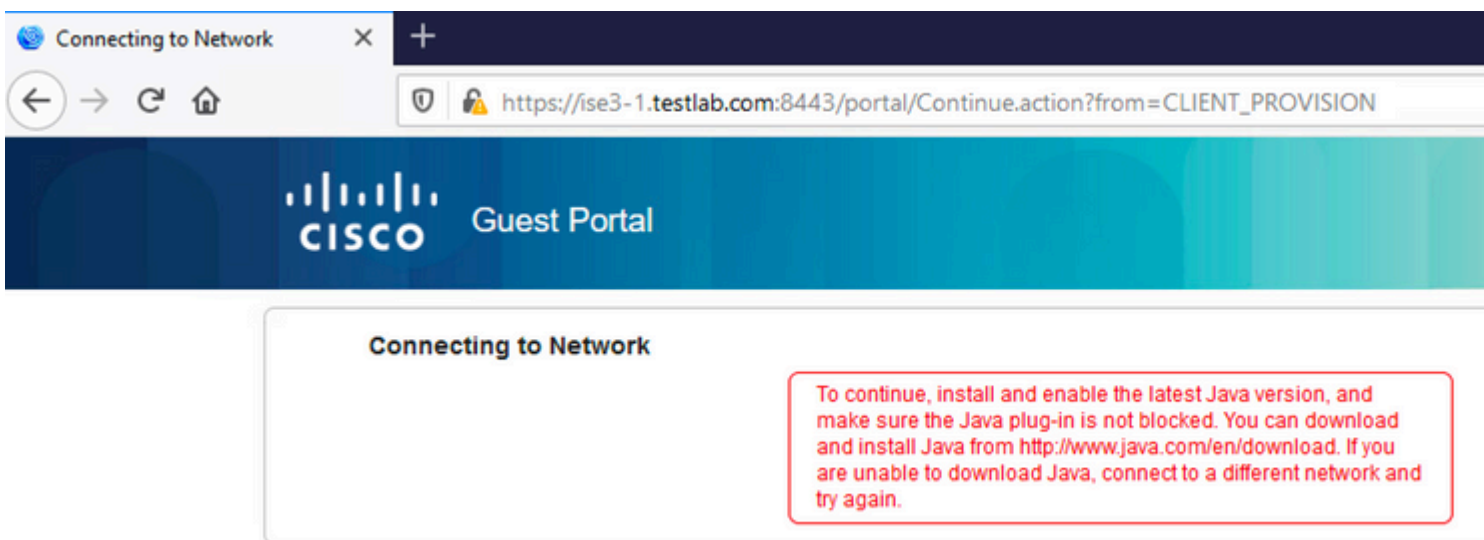 Connecting to Network
https://ise3-1.testlab.com:8443/portal/Continue.action?from=CLIENT_PROVISION
CISCO
Guest Portal
Connecting to Network
To continue, install and enable the latest Java version, and
make sure the Java plug-in is not blocked. You can download
and install Java from http://www.java.com/en/download. If you
are unable to download Java, connect to a different network and
try again.